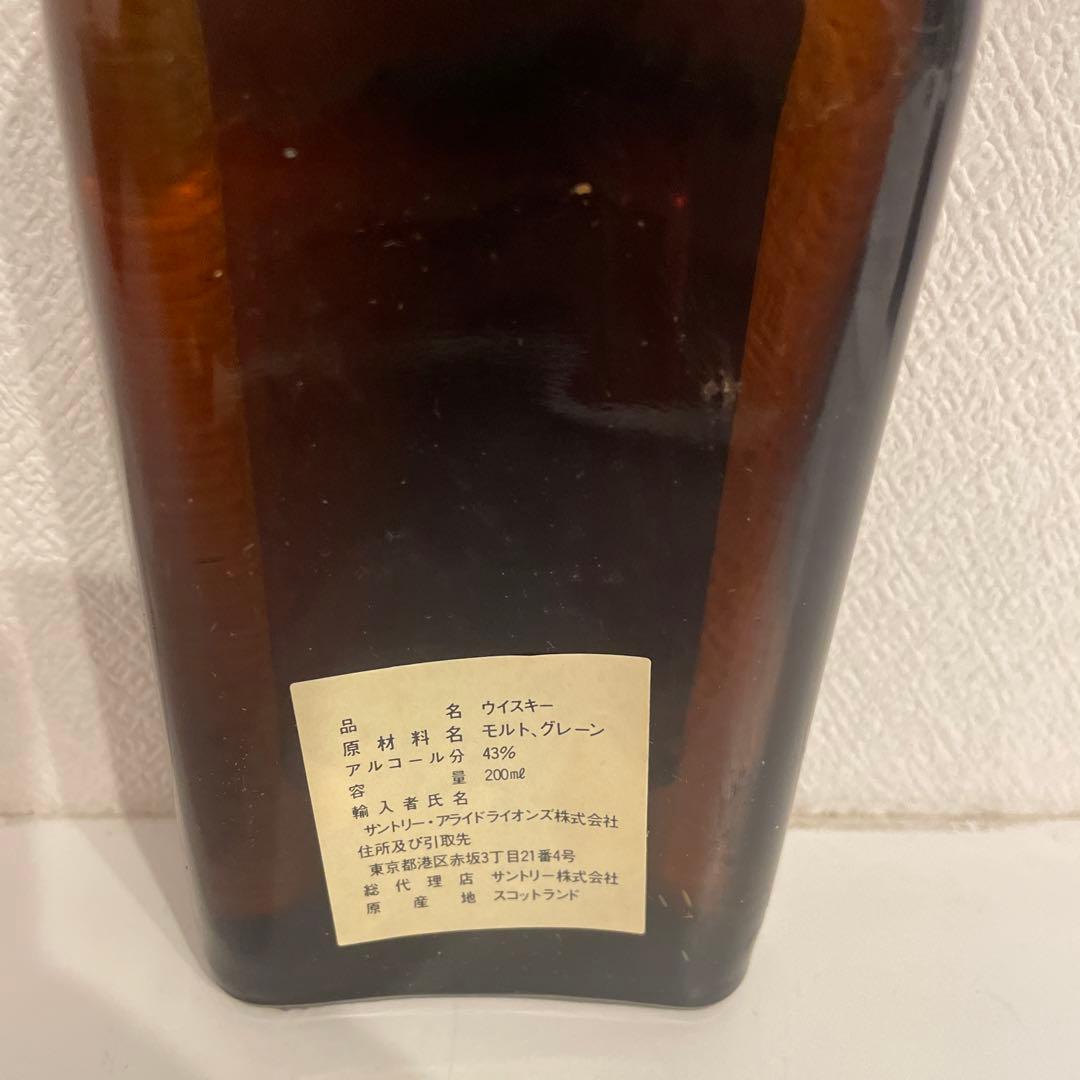 品名 ウイスキー
原材料名 モルト、グレーン
アルコール分 43%
容量 200mℓ
輸入者氏名
サントリー・アライドライオンズ株式会社
住所及び引取先
東京都港区赤坂3丁目21番4号
総代理店 サントリー株式会社
原産地 スコットランド